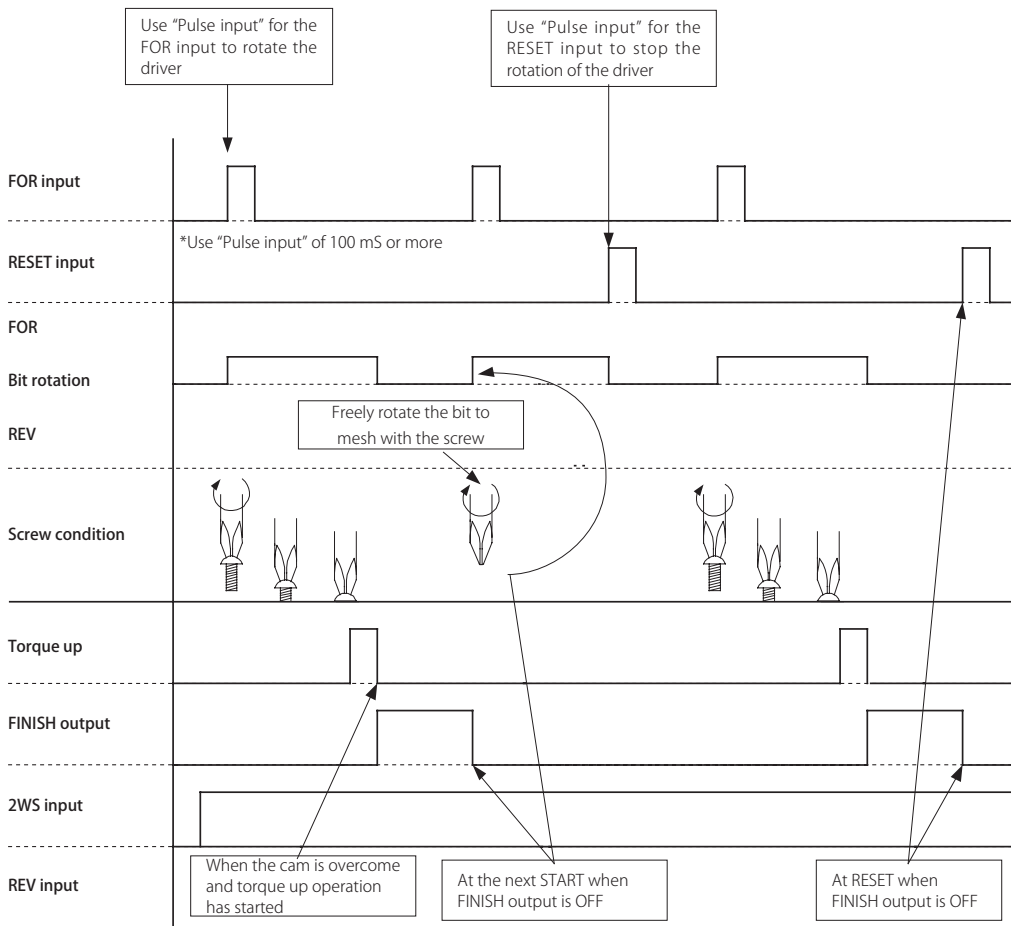 Use “Pulse input” for the
FOR input to rotate the
driver
Use “Pulse input” for the
RESET input to stop the
rotation of the driver
FOR input
*Use “Pulse input” of 100 mS or more
RESET input
FOR
Bit rotation
Freely rotate the bit to
mesh with the screw
REV
Screw condition
Torque up
FINISH output
2WS input
When the cam is overcome
and torque up operation
has started
At the next START when
FINISH output is OFF
At RESET when
FINISH output is OFF
REV input